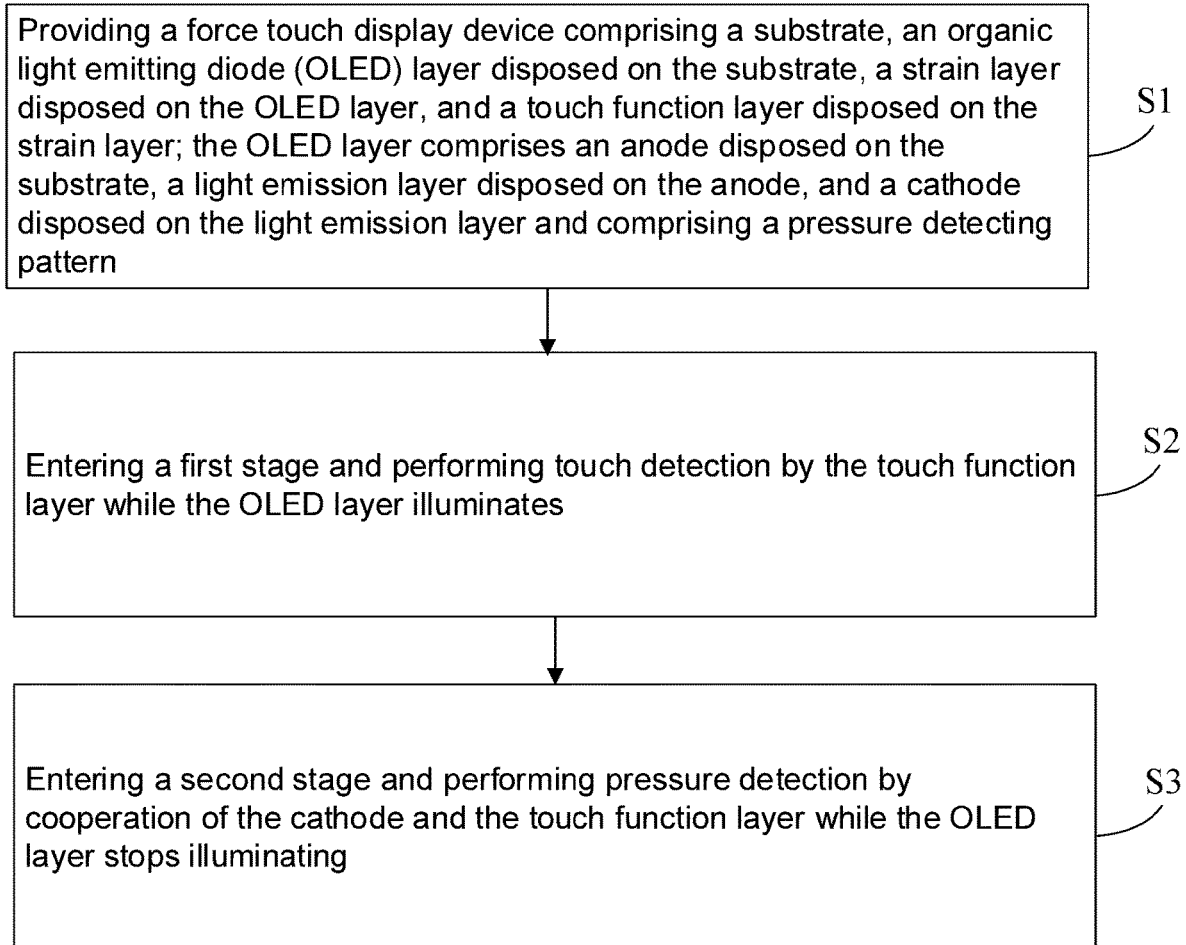 Providing a force touch display device comprising a substrate, an organic
light emitting diode (OLED) layer disposed on the substrate, a strain layer
disposed on the OLED layer, and a touch function layer disposed on the
strain layer; the OLED layer comprises an anode disposed on the
substrate, a light emission layer disposed on the anode, and a cathode
disposed on the light emission layer and comprising a pressure detecting
pattern
S1
Entering a first stage and performing touch detection by the touch function
layer while the OLED layer illuminates
S2
Entering a second stage and performing pressure detection by
cooperation of the cathode and the touch function layer while the OLED
layer stops illuminating
S3